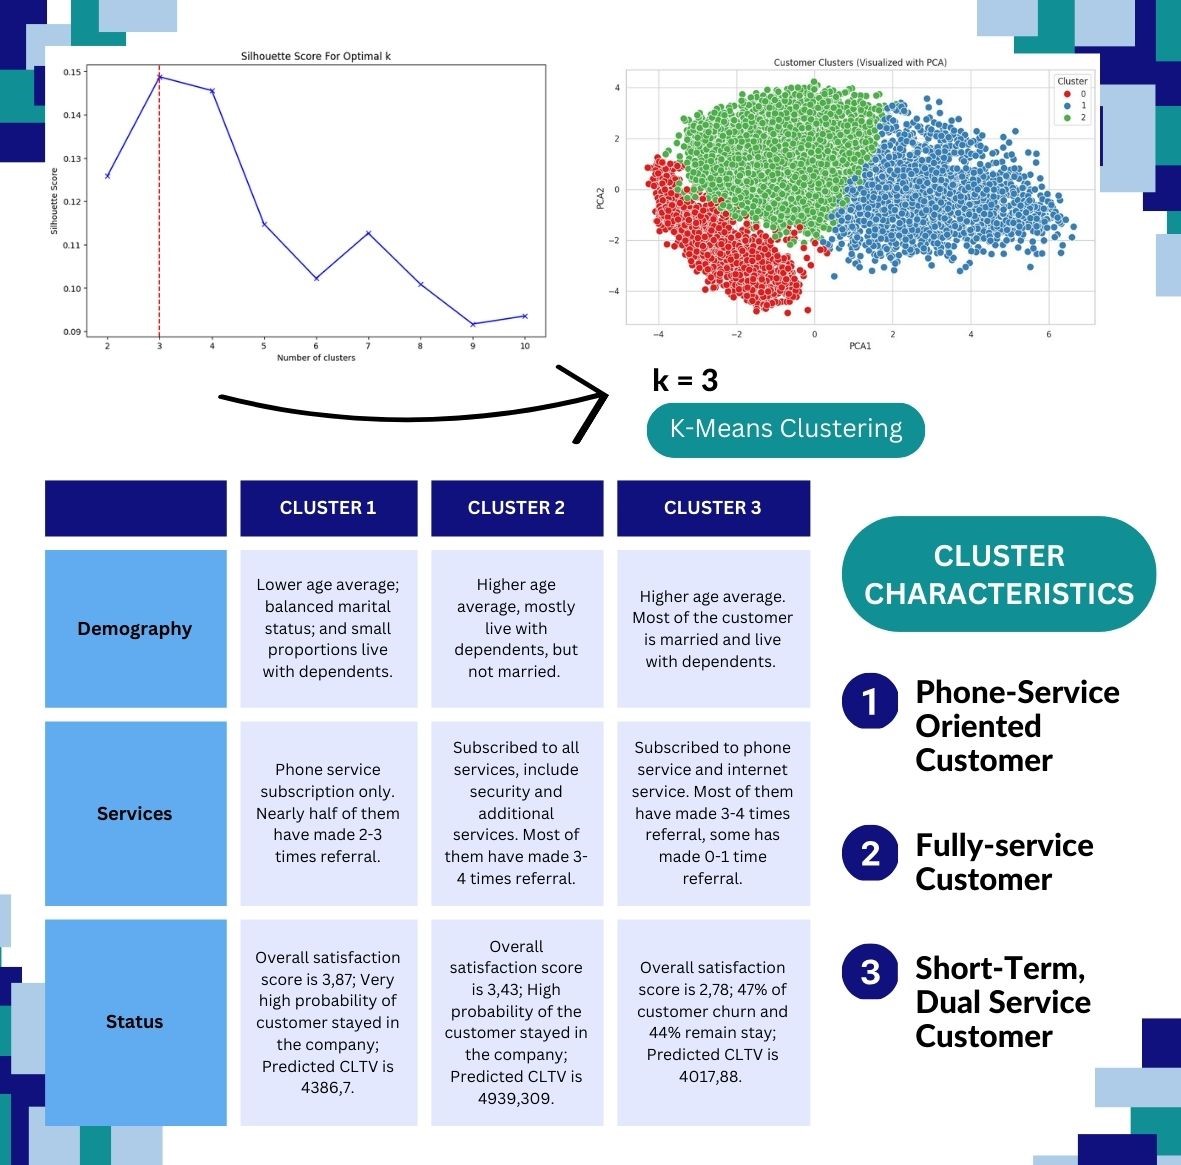 Silhouette Score For Optimal k
0.15
0.14
0.13
0.12
0.11
0.10
0.09
Silhouette Score
2 3 4 5 6 7 8 9 10
Number of clusters
Customer Clusters (Visualized with PCA)
Cluster
0
1
2
4
2
0
−2
−4
PCA2
−4 −2 0 2 4 6
PCA1
k = 3
K-Means Clustering
CLUSTER 1 CLUSTER 2 CLUSTER 3
Demography
Lower age average;
balanced marital
status; and small
proportions live
with dependents.
Higher age
average, mostly
live with
dependents, but
not married.
Higher age average.
Most of the customer
is married and live
with dependents.
Services
Phone service
subscription only.
Nearly half of them
have made 2-3
times referral.
Subscribed to all
services, include
security and
additional
services. Most of
them have made 3-
4 times referral.
Subscribed to phone
service and internet
service. Most of them
have made 3-4 times
referral, some has
made 0-1 time
referral.
Status
Overall satisfaction
score is 3,87; Very
high probability of
customer stayed in
the company;
Predicted CLTV is
4386,7.
Overall
satisfaction score
is 3,43; High
probability of the
customer stayed in
the company;
Predicted CLTV is
4939,309.
Overall satisfaction
score is 2,78; 47% of
customer churn and
44% remain stay;
Predicted CLTV is
4017,88.
CLUSTER
CHARACTERISTICS
1 Phone-Service
Oriented
Customer
2 Fully-service
Customer
3 Short-Term,
Dual Service
Customer